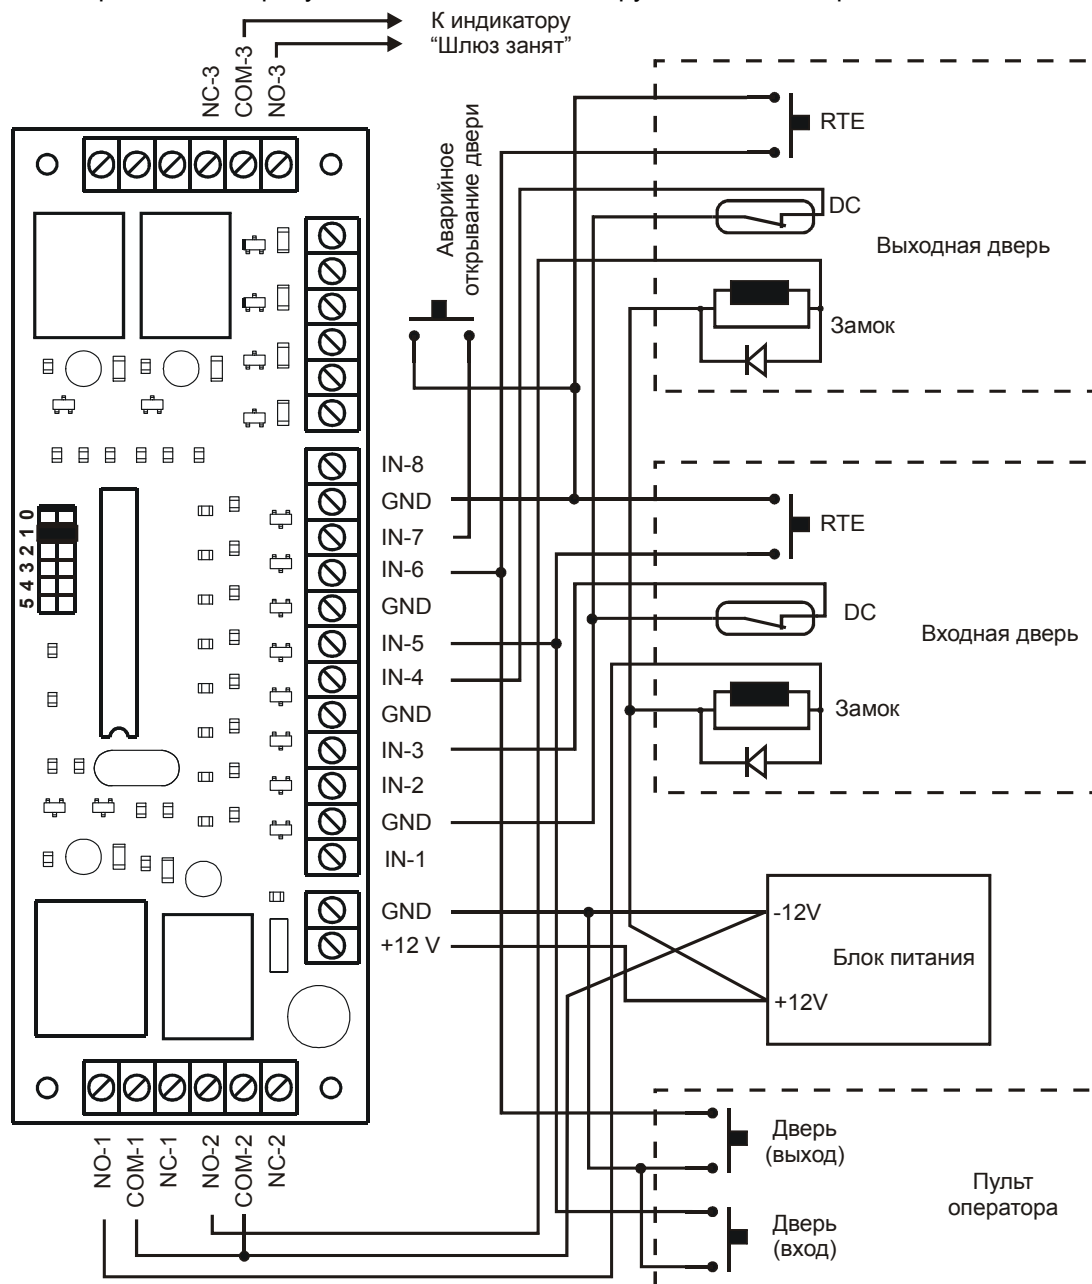 К индикатору
“Шлюз занят”
NC-3
COM-3
NO-3
Аварийное
открывание двери
RTE
DC
Выходная дверь
Замок
IN-8
GND
IN-7
IN-6
GND
IN-5
IN-4
GND
IN-3
IN-2
GND
IN-1
GND
+12 V
5 4 3 2 1 0
RTE
DC
Входная дверь
Замок
-12V
Блок питания
+12V
NO-1
COM-1
NC-1
NO-2
COM-2
NC-2
Дверь
(выход)
Пульт
оператора
Дверь
(вход)